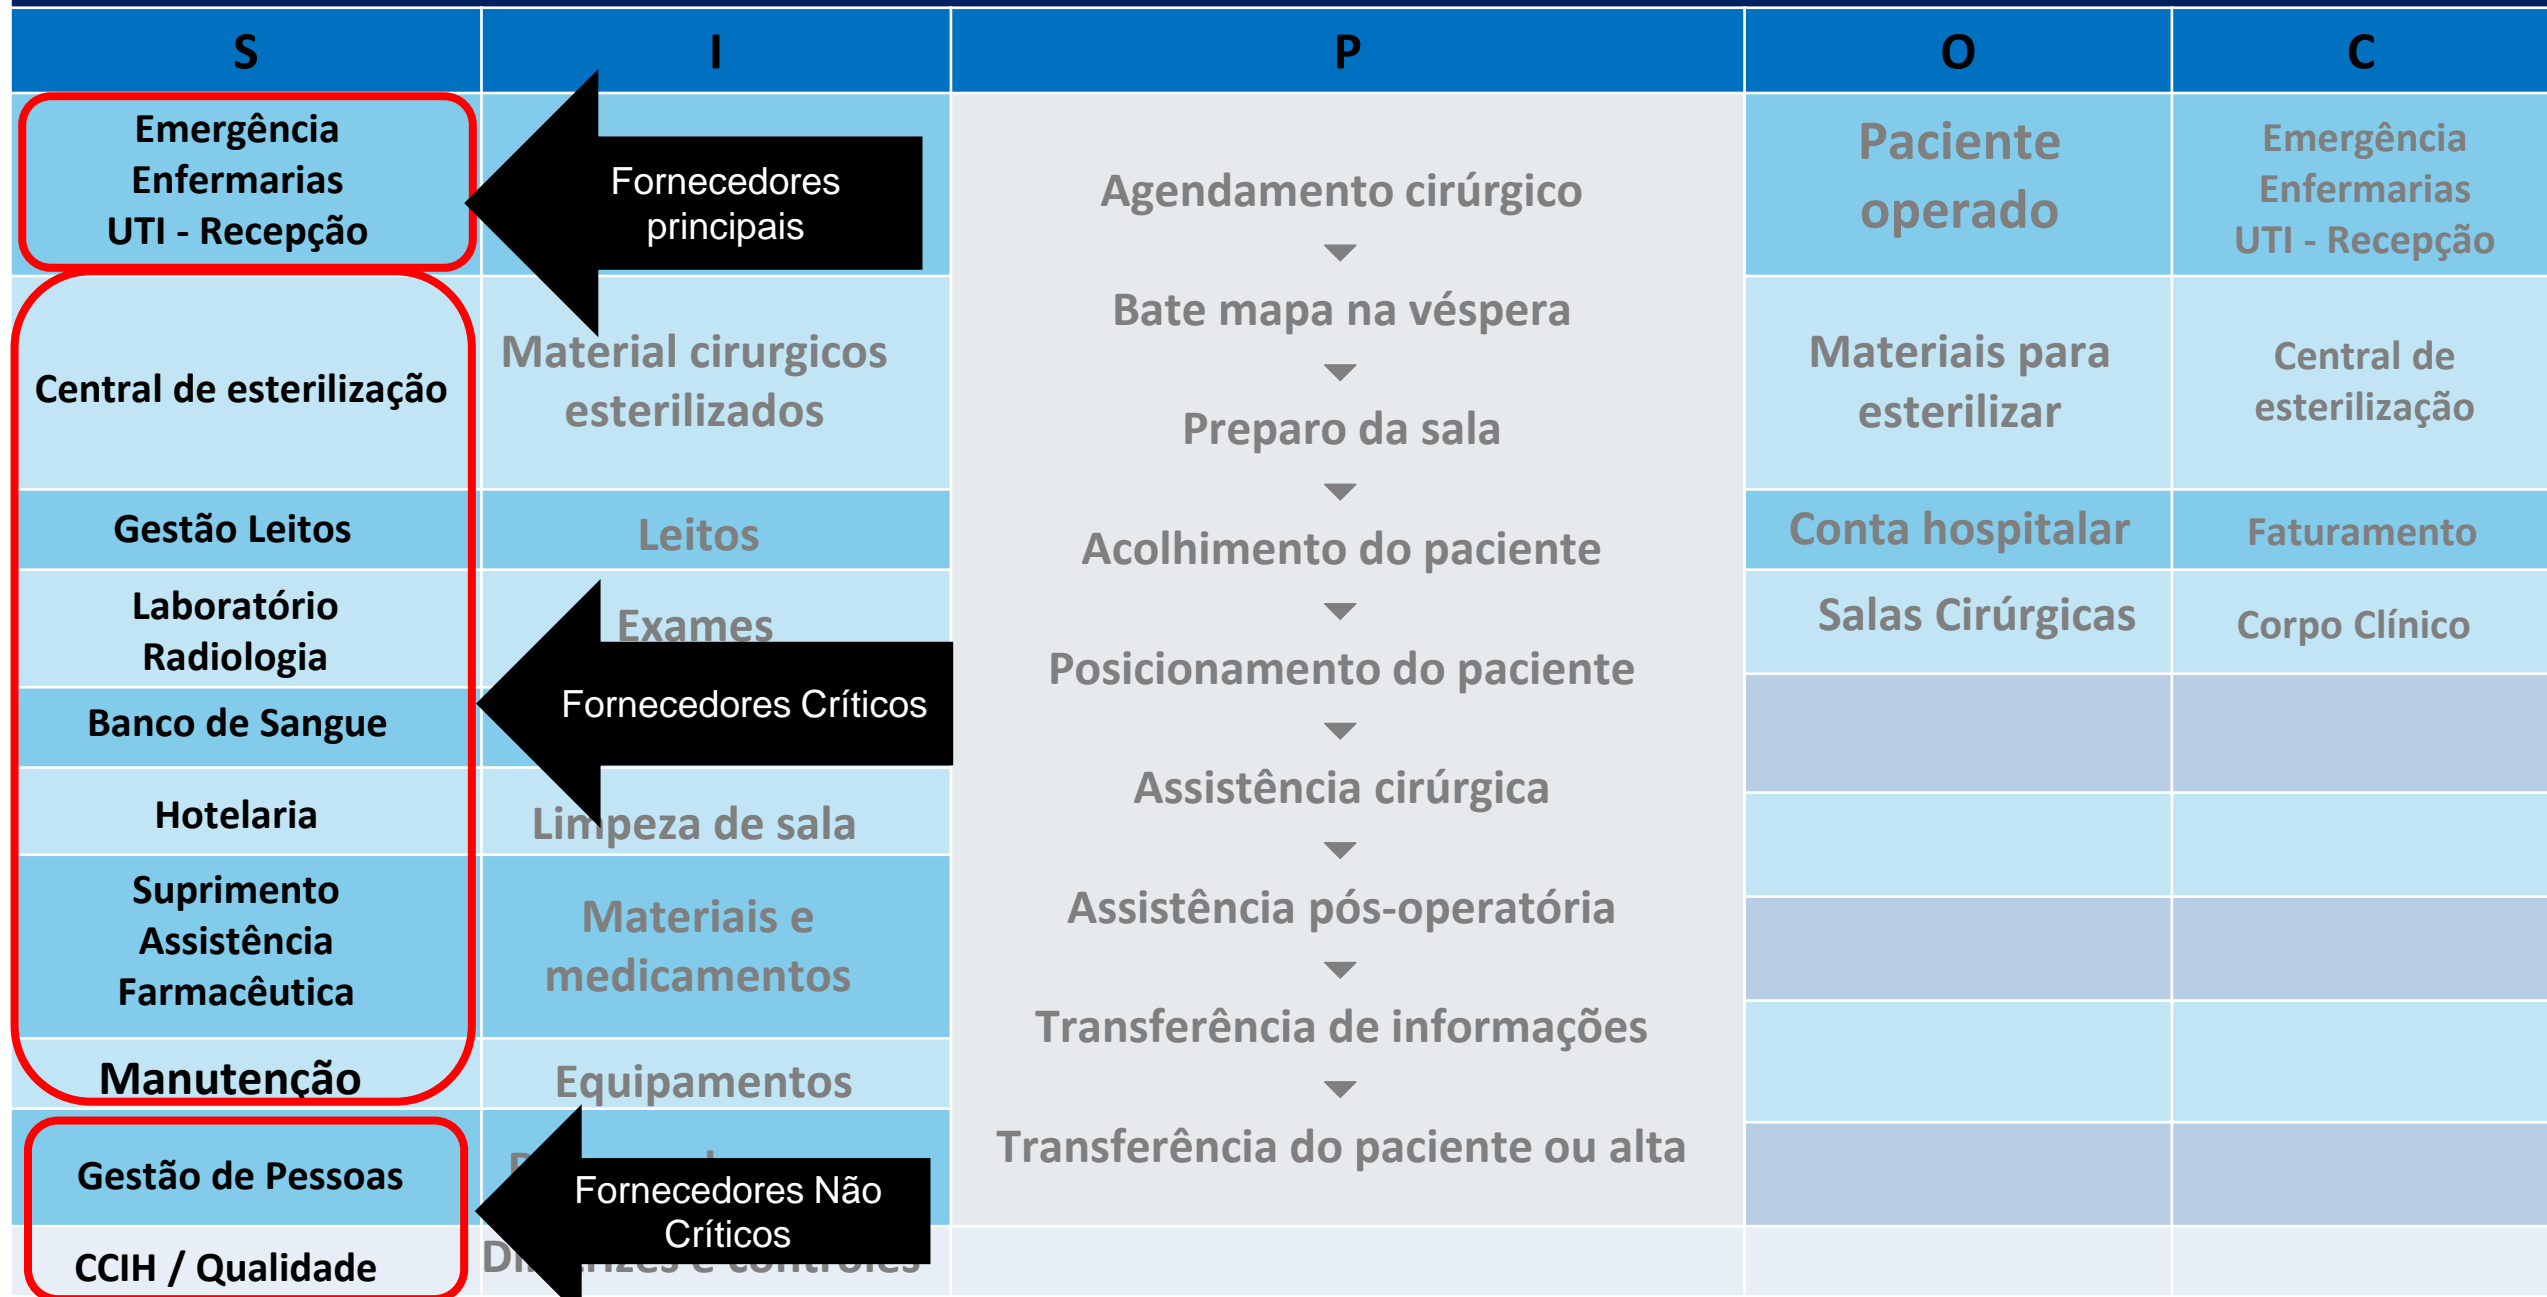 S
I
P
O
C
Emergência
Enfermarias
UTI - Recepção
Fornecedores
principais
Paciente
operado
Emergência
Enfermarias
UTI - Recepção
Central de esterilização
Material cirurgicos
esterilizados
Materiais para
esterilizar
Central de
esterilização
Gestão Leitos
Leitos
Conta hospitalar
Faturamento
Laboratório
Radiologia
Exames
Salas Cirúrgicas
Corpo Clínico
Banco de Sangue
Fornecedores Críticos
Hotelaria
Limpeza de sala
Suprimento
Assistência
Farmacêutica
Materiais e
medicamentos
Manutenção
Equipamentos
Gestão de Pessoas
Fornecedores Não
Críticos
CCIH / Qualidade
e controles
Agendamento cirúrgico
Bate mapa na véspera
Preparo da sala
Acolhimento do paciente
Posicionamento do paciente
Assistência cirúrgica
Assistência pós-operatória
Transferência de informações
Transferência do paciente ou alta